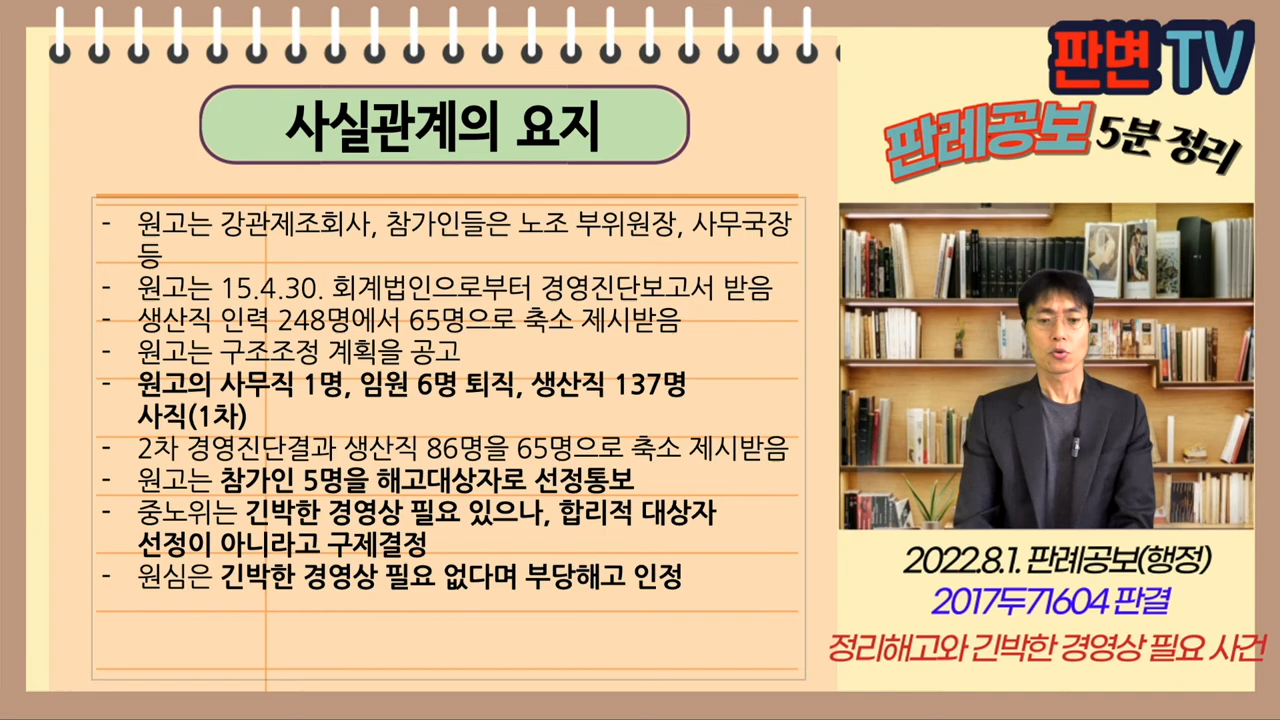 판변 TV
판례공보 5분 정리
사실관계의 요지
- 원고는 강관제조회사, 참가인들은 노조 부위원장, 사무국장
등
- 원고는 15.4.30. 회계법인으로부터 경영진단보고서 받음
- 생산직 인력 248명에서 65명으로 축소 제시받음
- 원고는 구조조정 계획을 공고
- 원고의 사무직 1명, 임원 6명 퇴직, 생산직 137명
사직(1차)
- 2차 경영진단결과 생산직 86명을 65명으로 축소 제시받음
- 원고는 참가인 5명을 해고대상자로 선정통보
- 중노위는 긴박한 경영상 필요 있으나, 합리적 대상자
선정이 아니라고 구제결정
- 원심은 긴박한 경영상 필요 없다며 부당해고 인정
2022.8.1. 판례공보(행정)
2017두71604 판결
정리해고와 긴박한 경영상 필요 사건